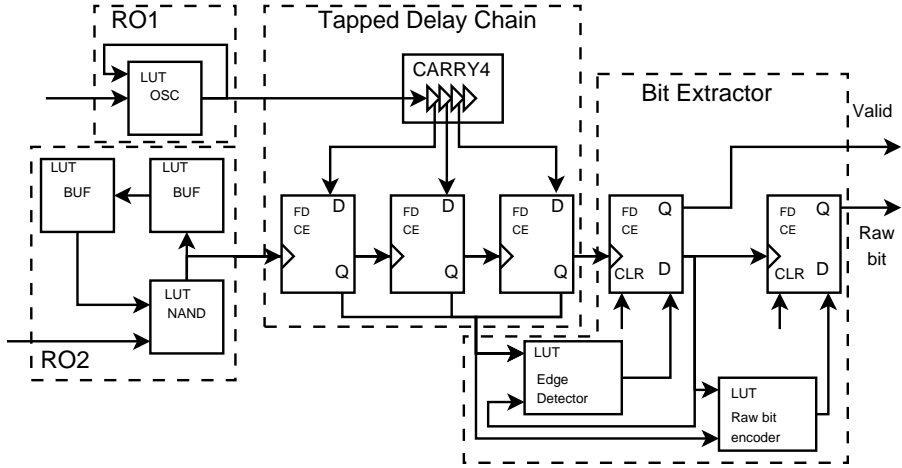 RO1
Tapped Delay Chain
LUT
OSC
CARRY4
Bit Extractor
Valid
LUT
BUF
LUT
BUF
FD
CE
D
Q
FD
CE
D
Q
FD
CE
D
Q
FD
CE
Q
D
CLR
FD
CE
Q
D
CLR
Raw
bit
LUT
NAND
RO2
LUT
Edge
Detector
LUT
Raw bit
encoder